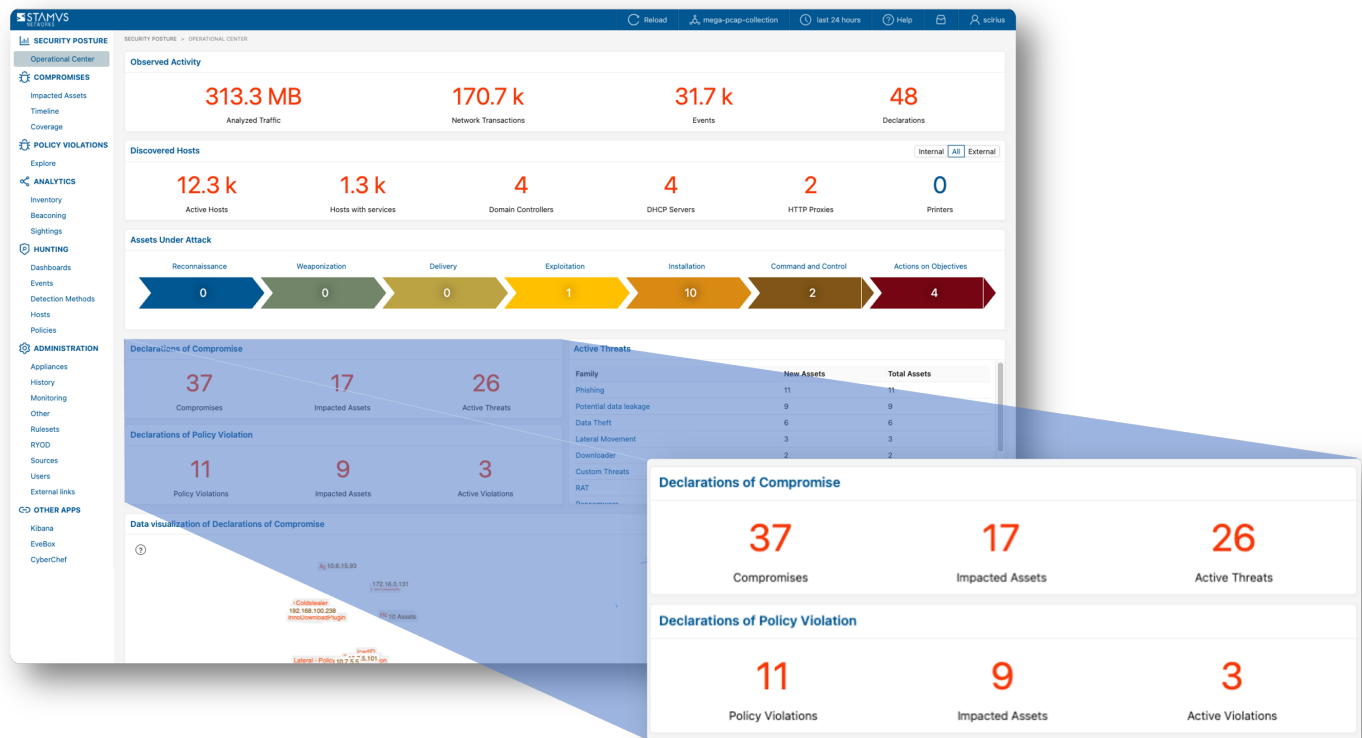 STAMVS
NETWORKS
Reload
mega-pcap-collection
last 24 hours
? Help
scirius
SECURITY POSTURE
Operational Center
COMPROMISES
Impacted Assets
Timeline
Coverage
POLICY VIOLATIONS
Explore
ANALYTICS
Inventory
Beaconing
Sightings
HUNTING
Dashboards
Events
Detection Methods
Hosts
Policies
ADMINISTRATION
Appliances
History
Monitoring
Other
Rulesets
RYOD
Sources
Users
External links
OTHER APPS
Kibana
EveBox
CyberChef
SECURITY POSTURE > OPERATIONAL CENTER
Observed Activity
313.3 MB 170.7 k 31.7 k 48
Analyzed Traffic Network Transactions Events Declarations
Discovered Hosts
Internal All External
12.3 k 1.3 k 4 4 2 0
Active Hosts Hosts with services Domain Controllers DHCP Servers HTTP Proxies Printers
Assets Under Attack
Reconnaissance Weaponization Delivery Exploitation Installation Command and Control Actions on Objectives
0 0 0 1 10 2 4
Declarations of Compromise
37 17 26
Compromises Impacted Assets Active Threats
Declarations of Policy Violation
11 9 3
Policy Violations Impacted Assets Active Violations
Active Threats
Family New Assets Total Assets
Phishing 11 11
Potential data leakage 9 9
Data Theft 6 6
Lateral Movement 3 3
Downloader 2 2
Custom Threats
RAT
Ransomware
Data visualization of Declarations of Compromise
?
10.6.15.93
172.16.0.131
Coldstealer
192.168.100.238
InnoDownloadPlugin
10 Assets
Lateral - Policy
10.7.5.5
Declarations of Compromise
37 17 26
Compromises Impacted Assets Active Threats
Declarations of Policy Violation
11 9 3
Policy Violations Impacted Assets Active Violations